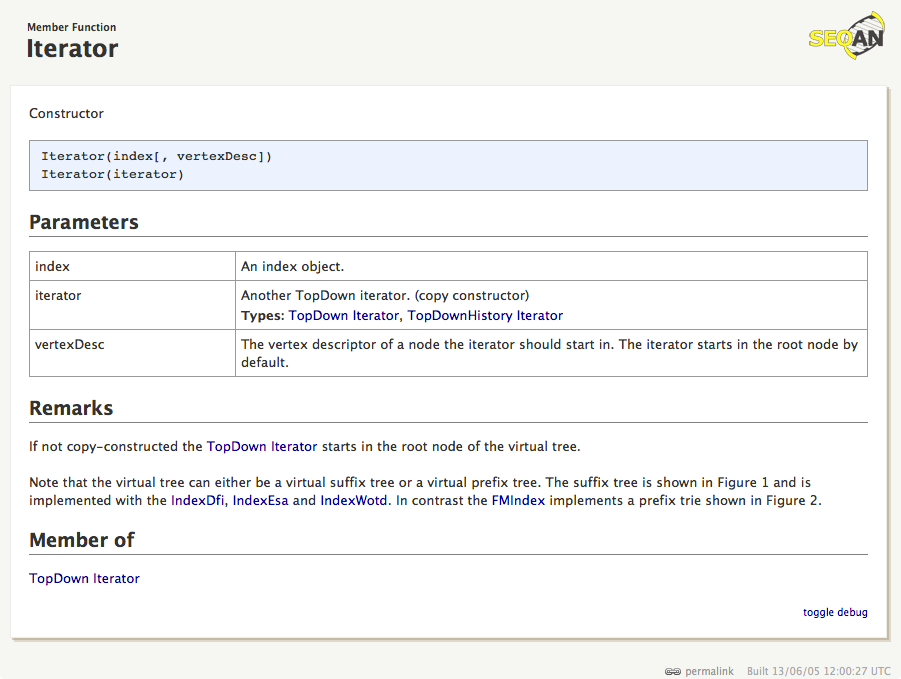 Member Function
Iterator
SEQAN
Constructor
Iterator(index[, vertexDesc])
Iterator(iterator)
Parameters
index An index object.
iterator Another TopDown iterator. (copy constructor)
Types: TopDown Iterator, TopDownHistory Iterator
vertexDesc The vertex descriptor of a node the iterator should start in. The iterator starts in the root node by
default.
Remarks
If not copy-constructed the TopDown Iterator starts in the root node of the virtual tree.
Note that the virtual tree can either be a virtual suffix tree or a virtual prefix tree. The suffix tree is shown in Figure 1 and is
implemented with the IndexDfi, IndexEsa and IndexWotd. In contrast the FMIndex implements a prefix trie shown in Figure 2.
Member of
TopDown Iterator
toggle debug
permalink Built 13/06/05 12:00:27 UTC